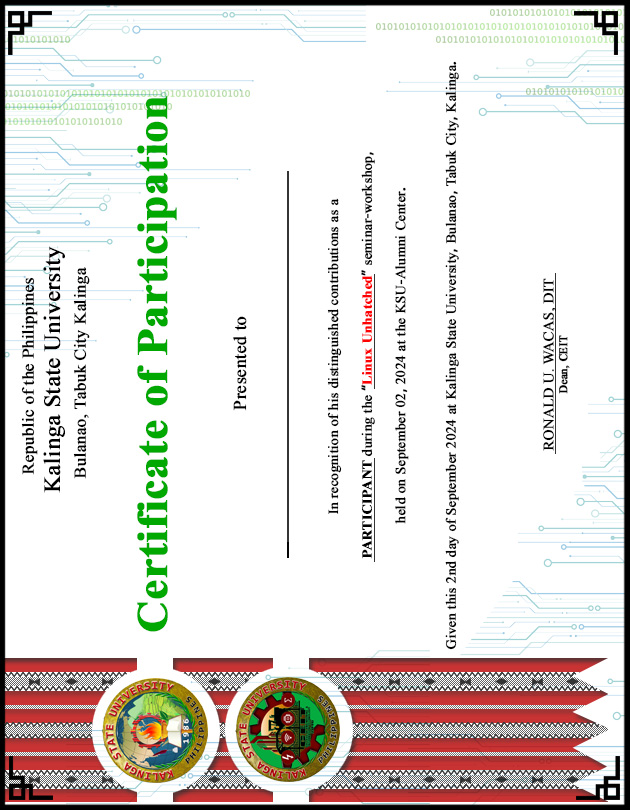 Republic of the Philippines
Kalinga State University
Bulanao, Tabuk City Kalinga
Certificate of Participation
KALINGA STATE UNIVERSITY
1986
PHILIPPINES
Presented to
KALINGA STATE UNIVERSITY
PHILIPPINES
In recognition of his distinguished contributions as a
PARTICIPANT during the “Linux Unhatched” seminar-workshop,
held on September 02, 2024 at the KSU-Alumni Center.
Given this 2nd day of September 2024 at Kalinga State University, Bulanao, Tabuk City, Kalinga.
RONALD U. WACAS, DIT
Dean, CEIT